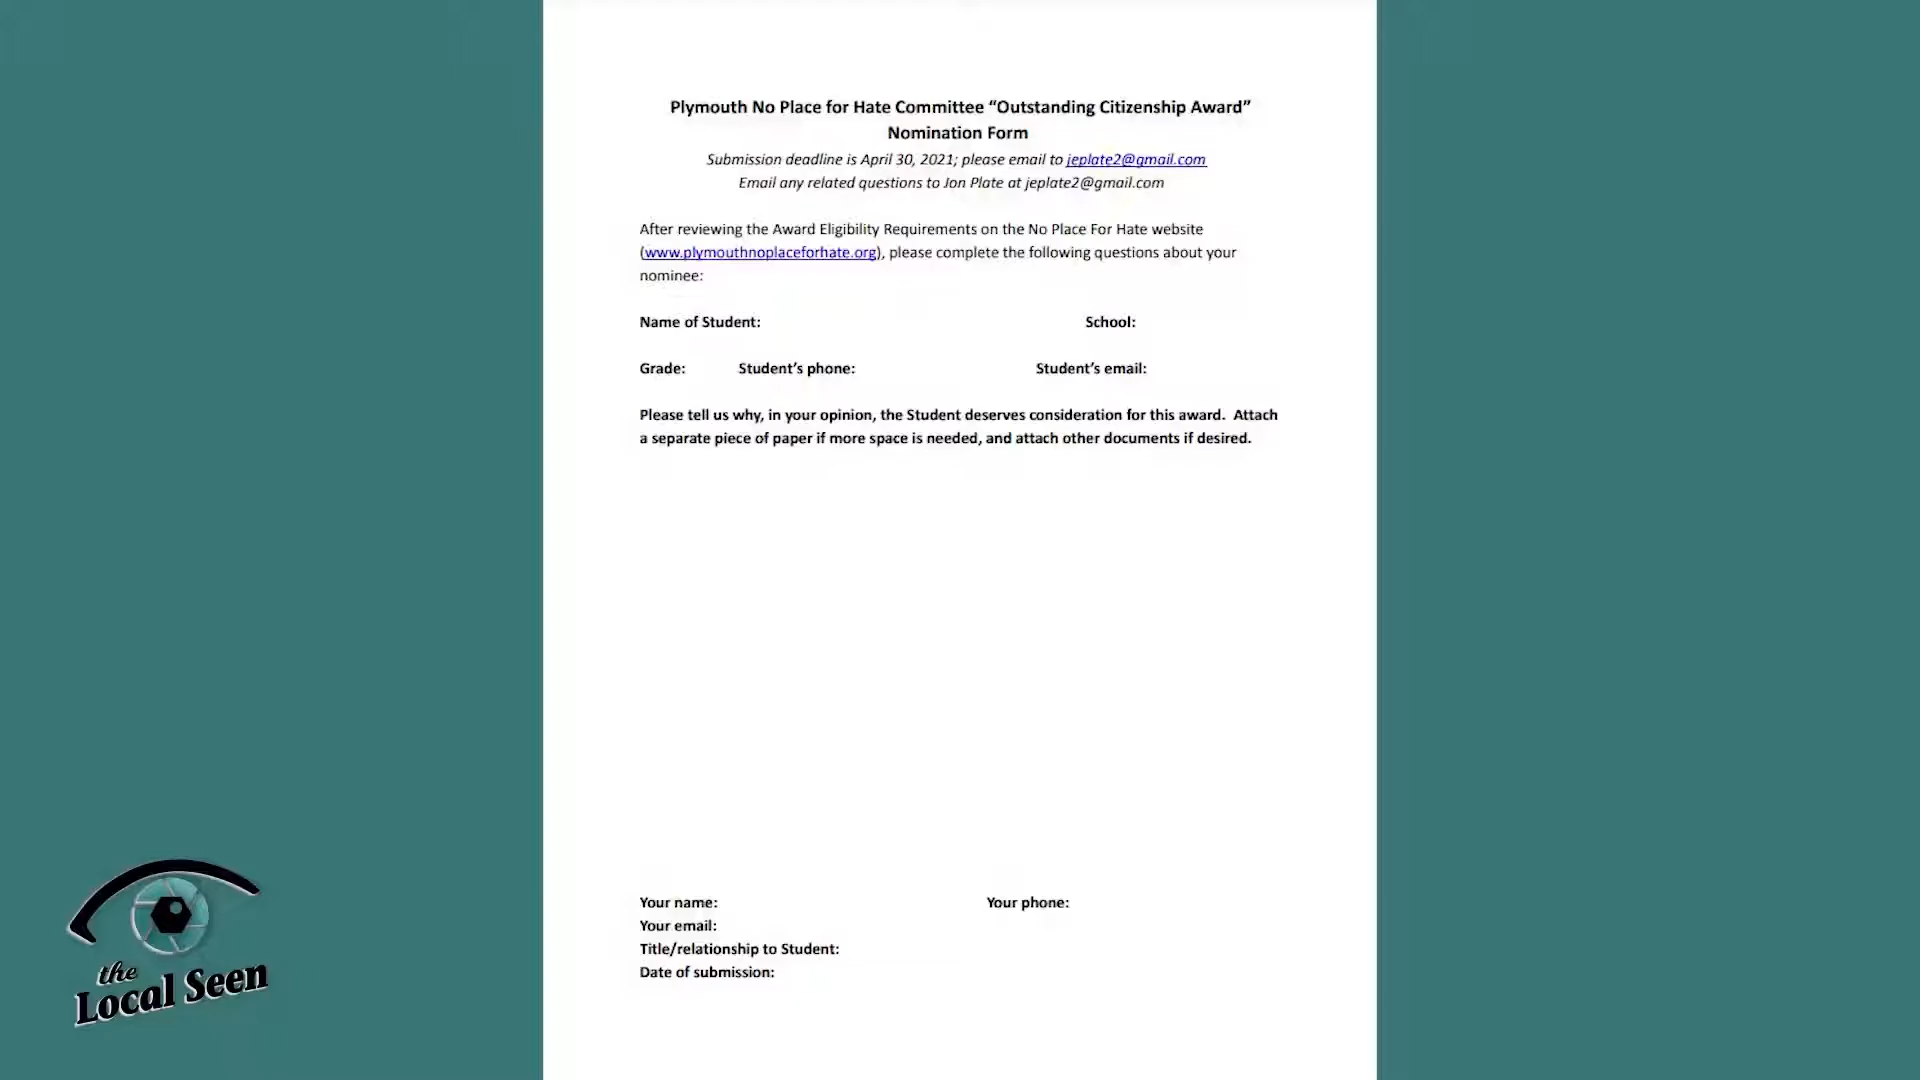 Plymouth No Place for Hate Committee “Outstanding Citizenship Award”
Nomination Form
Submission deadline is April 30, 2021; please email to jeplate2@gmail.com
Email any related questions to Jon Plate at jeplate2@gmail.com
After reviewing the Award Eligibility Requirements on the No Place For Hate website
(www.plymouthnoplaceforhate.org), please complete the following questions about your
nominee:
Name of Student: School:
Grade: Student’s phone: Student’s email:
Please tell us why, in your opinion, the Student deserves consideration for this award. Attach
a separate piece of paper if more space is needed, and attach other documents if desired.
Your name: Your phone:
Your email:
Title/relationship to Student:
Date of submission:
the
Local Seen